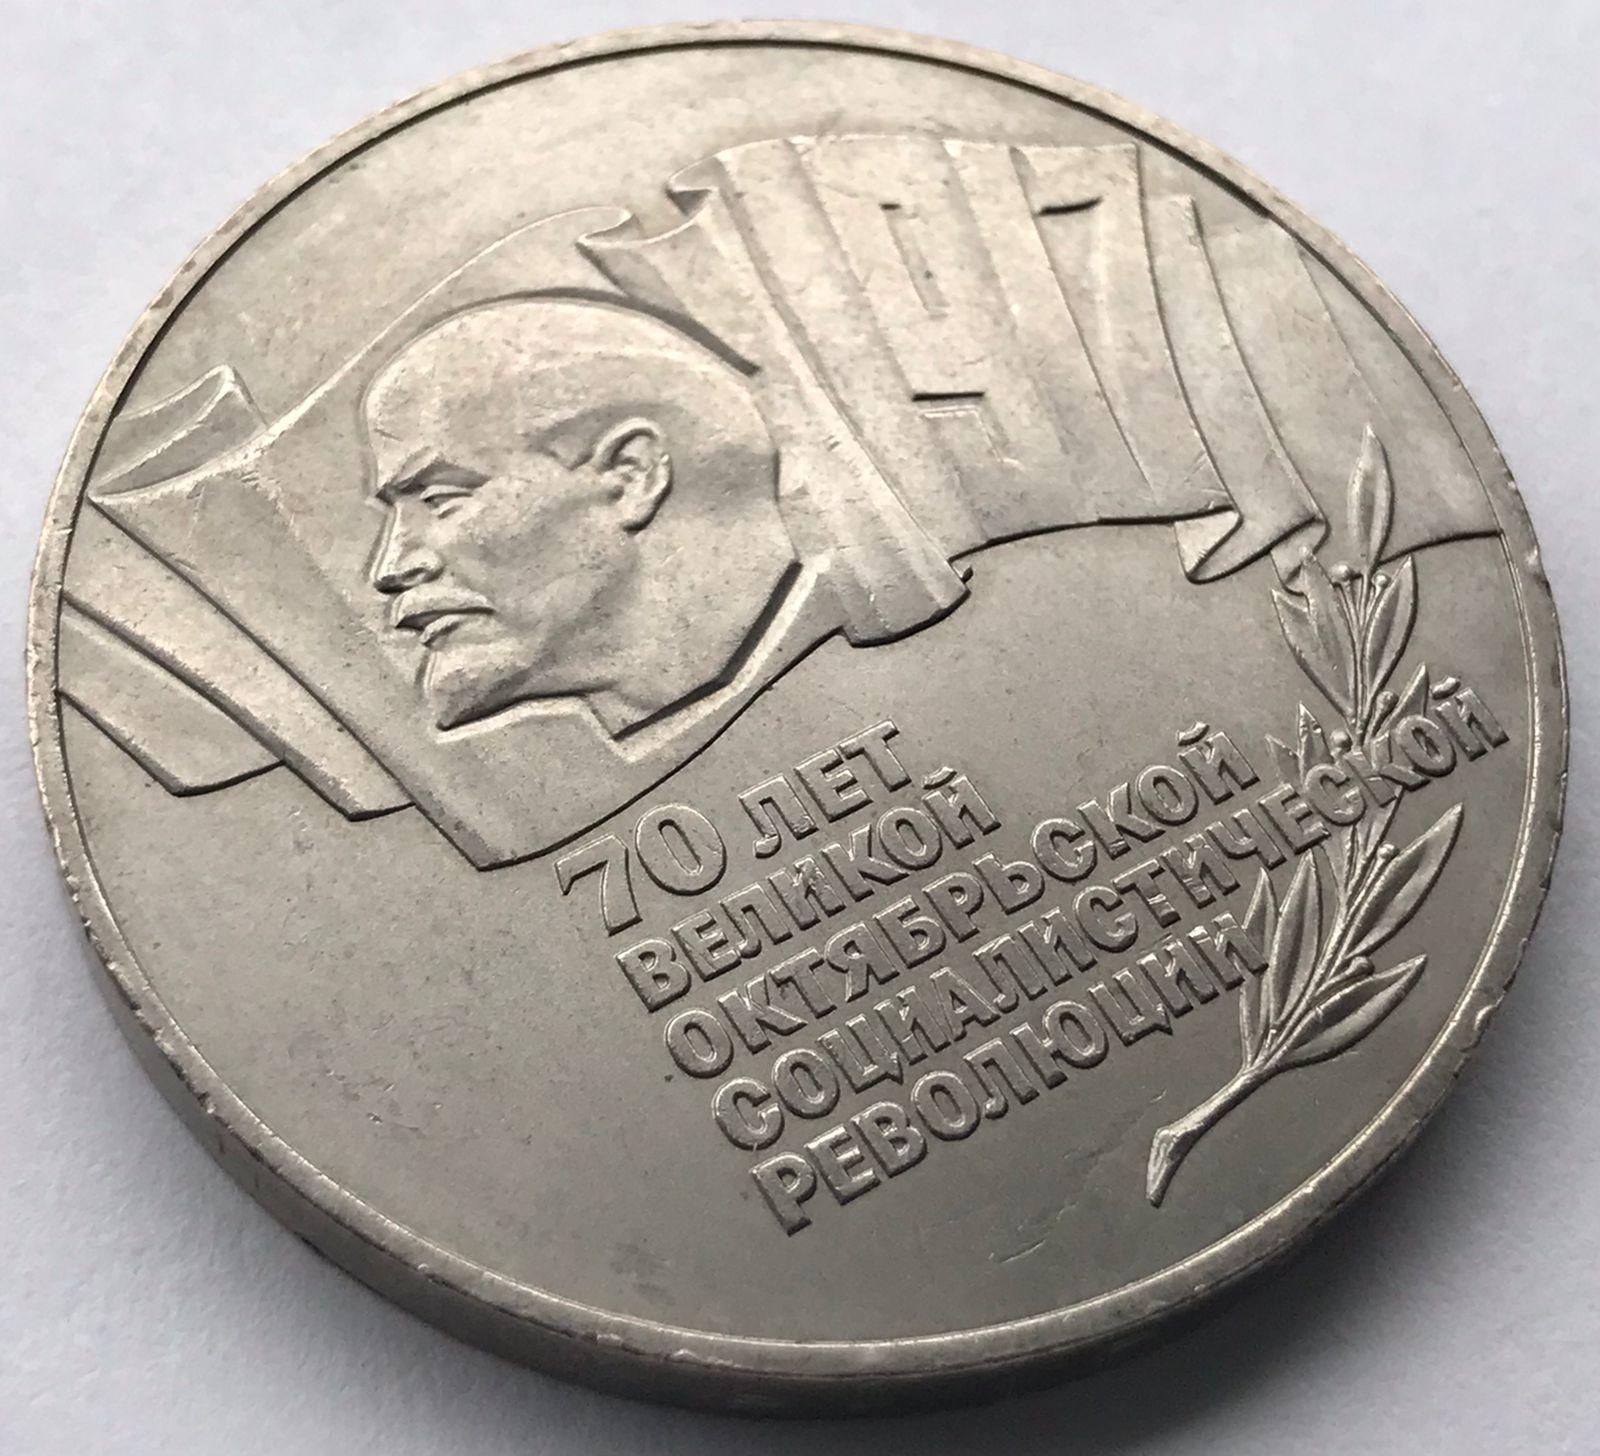 1917
70 ЛЕТ
ВЕЛИКОЙ
ОКТЯБРЬСКОЙ
СОЦИАЛИСТИЧЕСКОЙ
РЕВОЛЮЦИИ